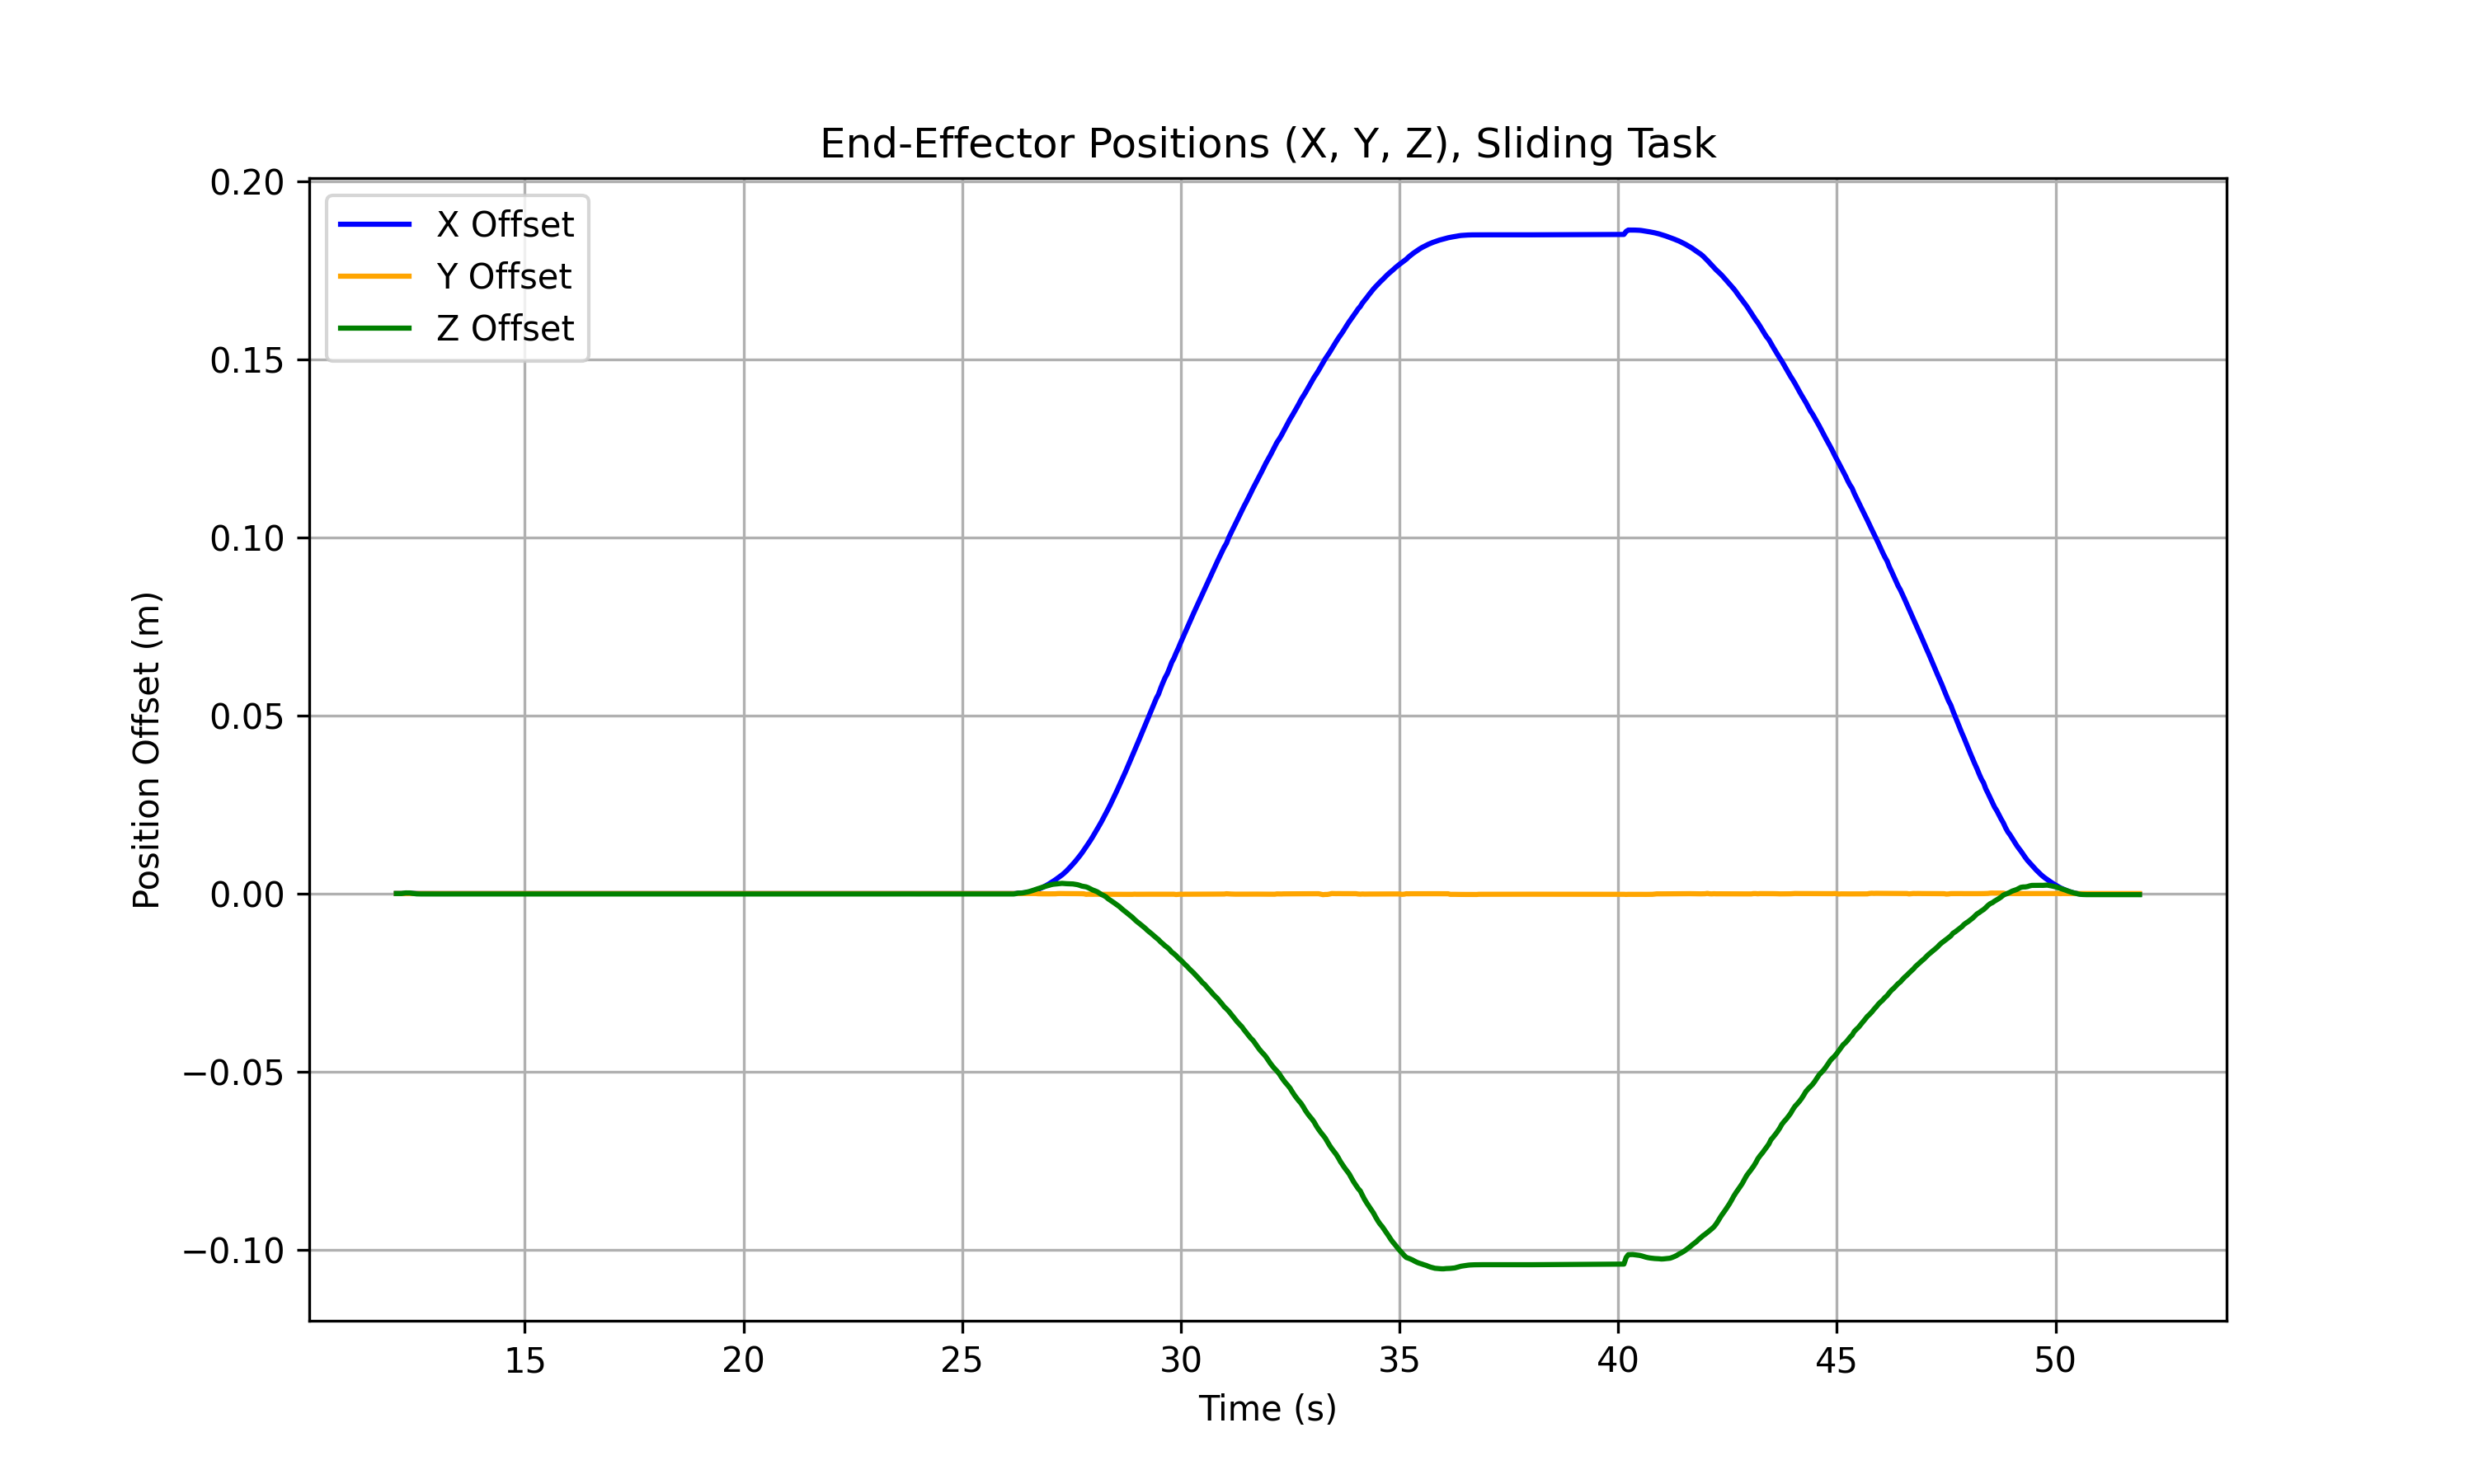 End-Effector Positions (X, Y, Z), Sliding Task
X Offset
Y Offset
Z Offset
Position Offset (m)
0.20
0.15
0.10
0.05
0.00
−0.05
−0.10
15 20 25 30 35 40 45 50
Time (s)